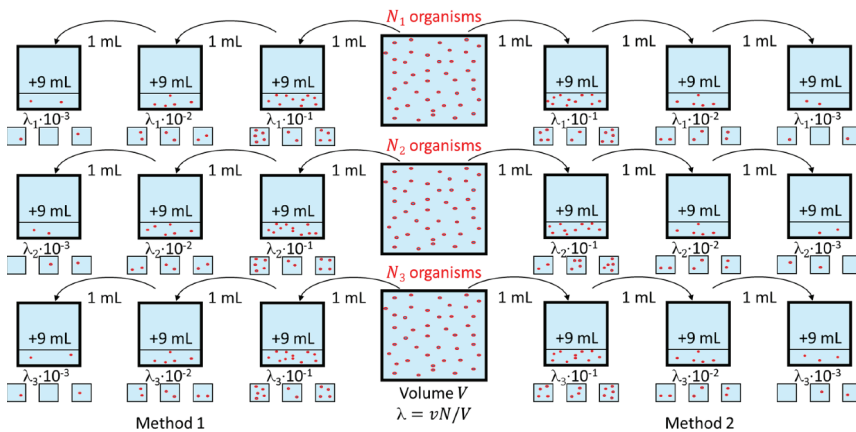 N₁ organisms
1 mL 1 mL 1 mL 1 mL 1 mL 1 mL
+9 mL +9 mL +9 mL +9 mL +9 mL +9 mL
λ₁·10⁻³ λ₁·10⁻² λ₁·10⁻¹ λ₁·10⁻¹ λ₁·10⁻² λ₁·10⁻³
N₂ organisms
1 mL 1 mL 1 mL 1 mL 1 mL 1 mL
+9 mL +9 mL +9 mL +9 mL +9 mL +9 mL
λ₂·10⁻³ λ₂·10⁻² λ₂·10⁻¹ λ₂·10⁻¹ λ₂·10⁻² λ₂·10⁻³
N₃ organisms
1 mL 1 mL 1 mL 1 mL 1 mL 1 mL
+9 mL +9 mL +9 mL +9 mL +9 mL +9 mL
λ₃·10⁻³ λ₃·10⁻² λ₃·10⁻¹ λ₃·10⁻¹ λ₃·10⁻² λ₃·10⁻³
Volume V
λ = vN/V
Method 1 Method 2